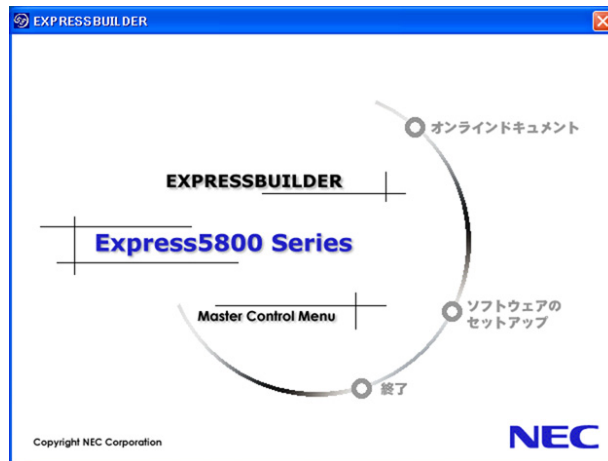 EXPRESSBUILDER
オンラインドキュメント
EXPRESSBUILDER
Express5800 Series
ソフトウェアの
セットアップ
Master Control Menu
終了
Copyright NEC Corporation
NEC